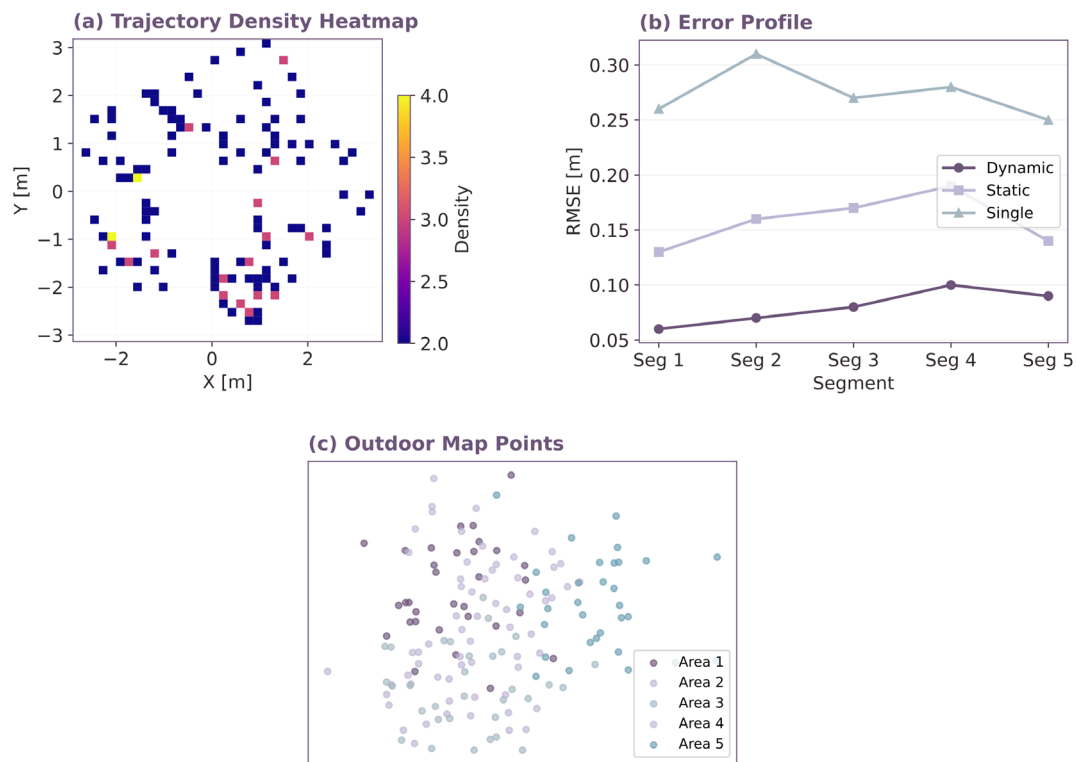 (a) Trajectory Density Heatmap
3
2
1
0
−1
−2
−3
Y [m]
−2
0
2
X [m]
4.0
3.5
3.0
2.5
2.0
Density
(b) Error Profile
0.30
0.25
0.20
0.15
0.10
0.05
RMSE [m]
Dynamic
Static
Single
Seg 1
Seg 2
Seg 3
Seg 4
Seg 5
Segment
(c) Outdoor Map Points
Area 1
Area 2
Area 3
Area 4
Area 5